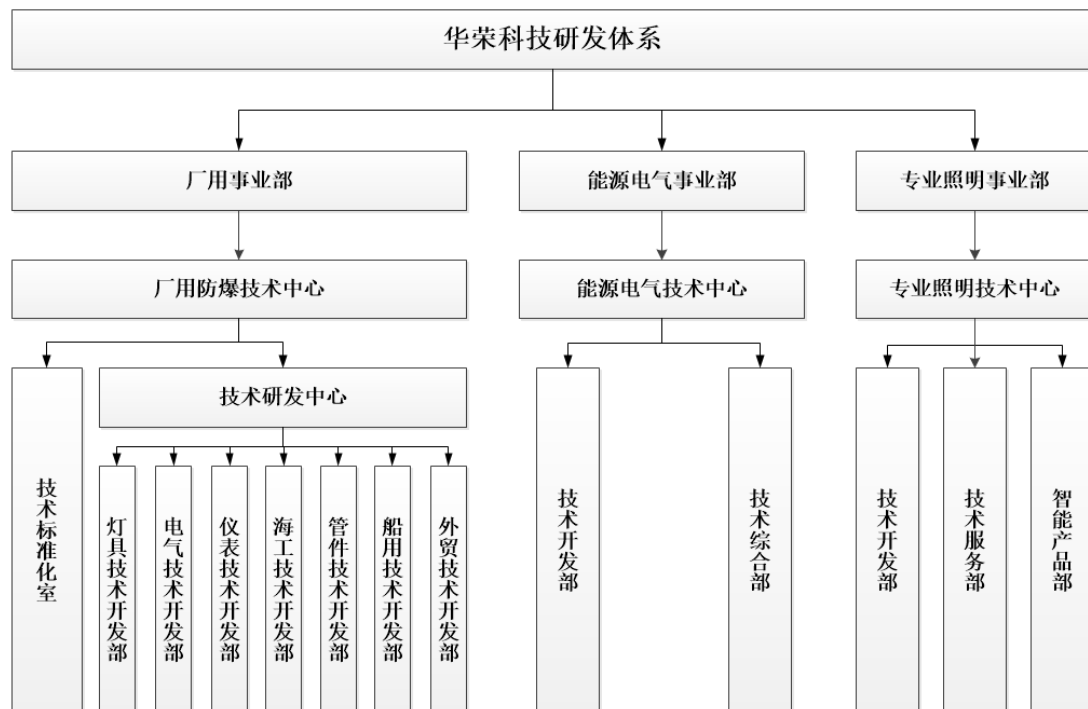 华荣科技研发体系
厂用事业部
能源电气事业部
专业照明事业部
厂用防爆技术中心
能源电气技术中心
专业照明技术中心
技术标准化室
技术研发中心
灯具技术开发部
电气技术开发部
仪表技术开发部
海工技术开发部
管件技术开发部
船用技术开发部
外贸技术开发部
技术开发部
技术综合部
技术开发部
技术服务部
智能产品部